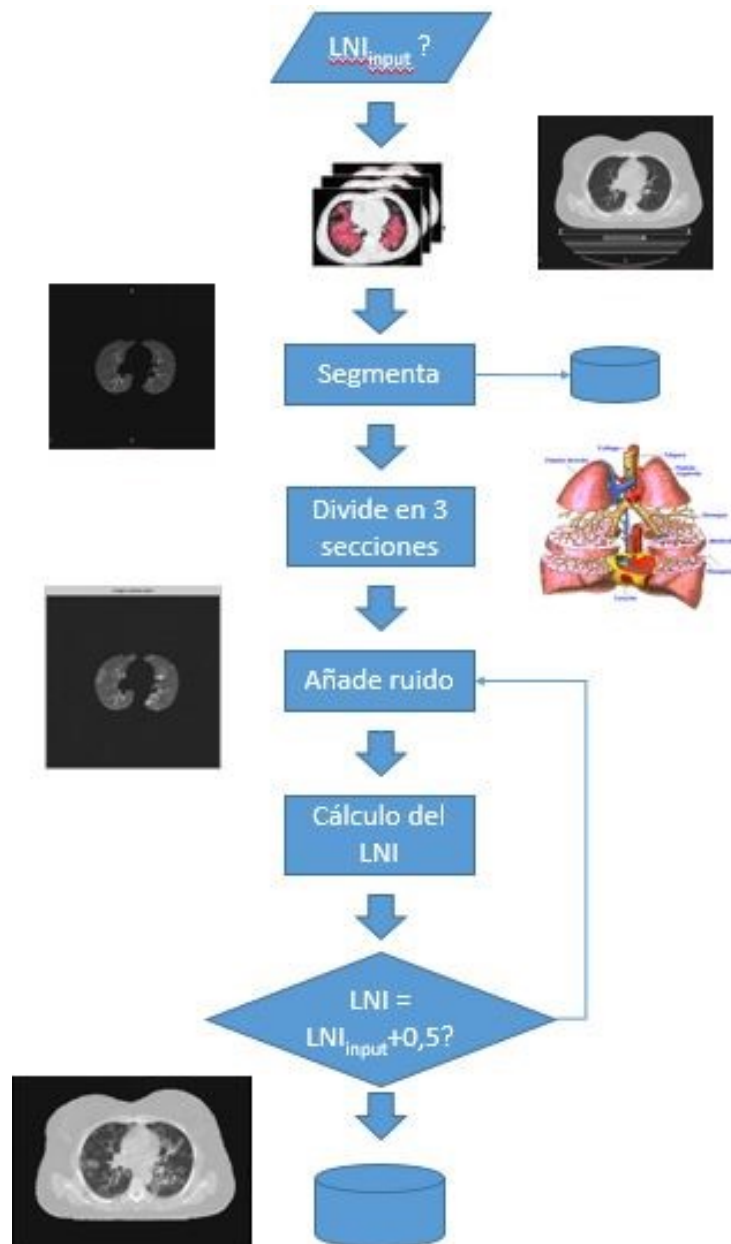 LNIinput ?
Segmenta
Divide en 3
secciones
Añade ruido
Cálculo del
LNI
LNI =
LNIinput+0,5?